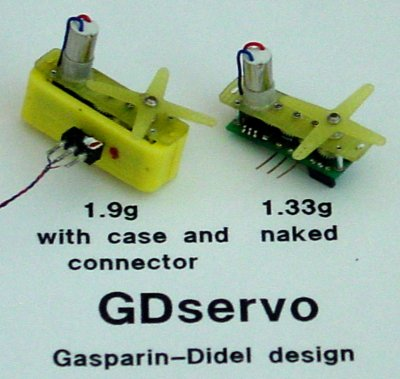 1.9g 1.33g
with case and naked
connector
GDservo
Gasparin-Didel design